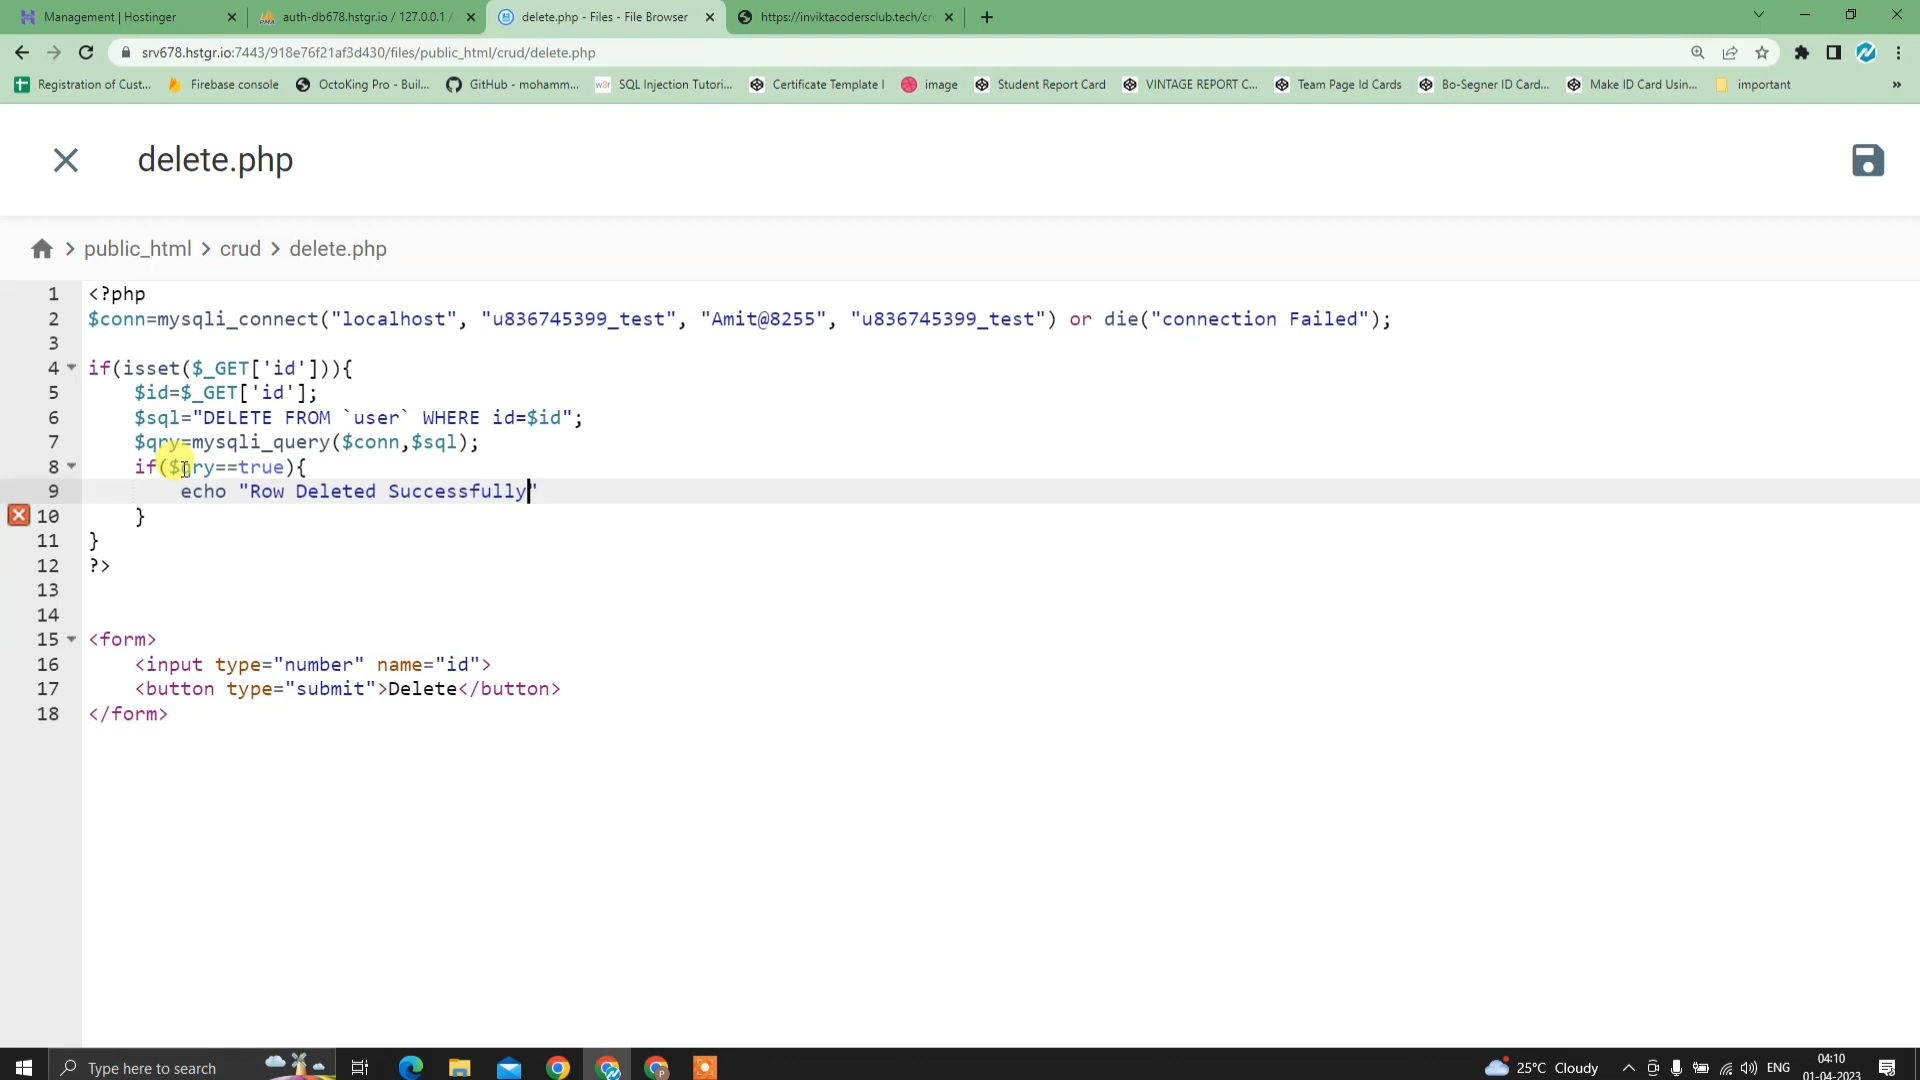 Management | Hostinger
auth-db678.hstgr.io / 127.0.0.1 /
delete.php - Files - File Browser
https://inviktacodersclub.tech/cr
srv678.hstgr.io:7443/918e76f21af3d430/files/public_html/crud/delete.php
Registration of Cust...
Firebase console
OctoKing Pro - Buil...
GitHub - mohamm...
SQL Injection Tutori...
Certificate Template I
image
Student Report Card
VINTAGE REPORT C...
Team Page Id Cards
Bo-Segner ID Card...
Make ID Card Usin...
important
»
delete.php
public_html > crud > delete.php
1 <?php
2 $conn=mysqli_connect("localhost", "u836745399_test", "Amit@8255", "u836745399_test") or die("connection Failed");
3
4 if(isset($_GET['id'])){
5 $id=$_GET['id'];
6 $sql="DELETE FROM `user` WHERE id=$id";
7 $qry=mysqli_query($conn,$sql);
8 if($qry==true){
9 echo "Row Deleted Successfully"
10 }
11 }
12 ?>
13
14
15 <form>
16 <input type="number" name="id">
17 <button type="submit">Delete</button>
18 </form>
Type here to search
25°C Cloudy
ENG
04:10
01-04-2023